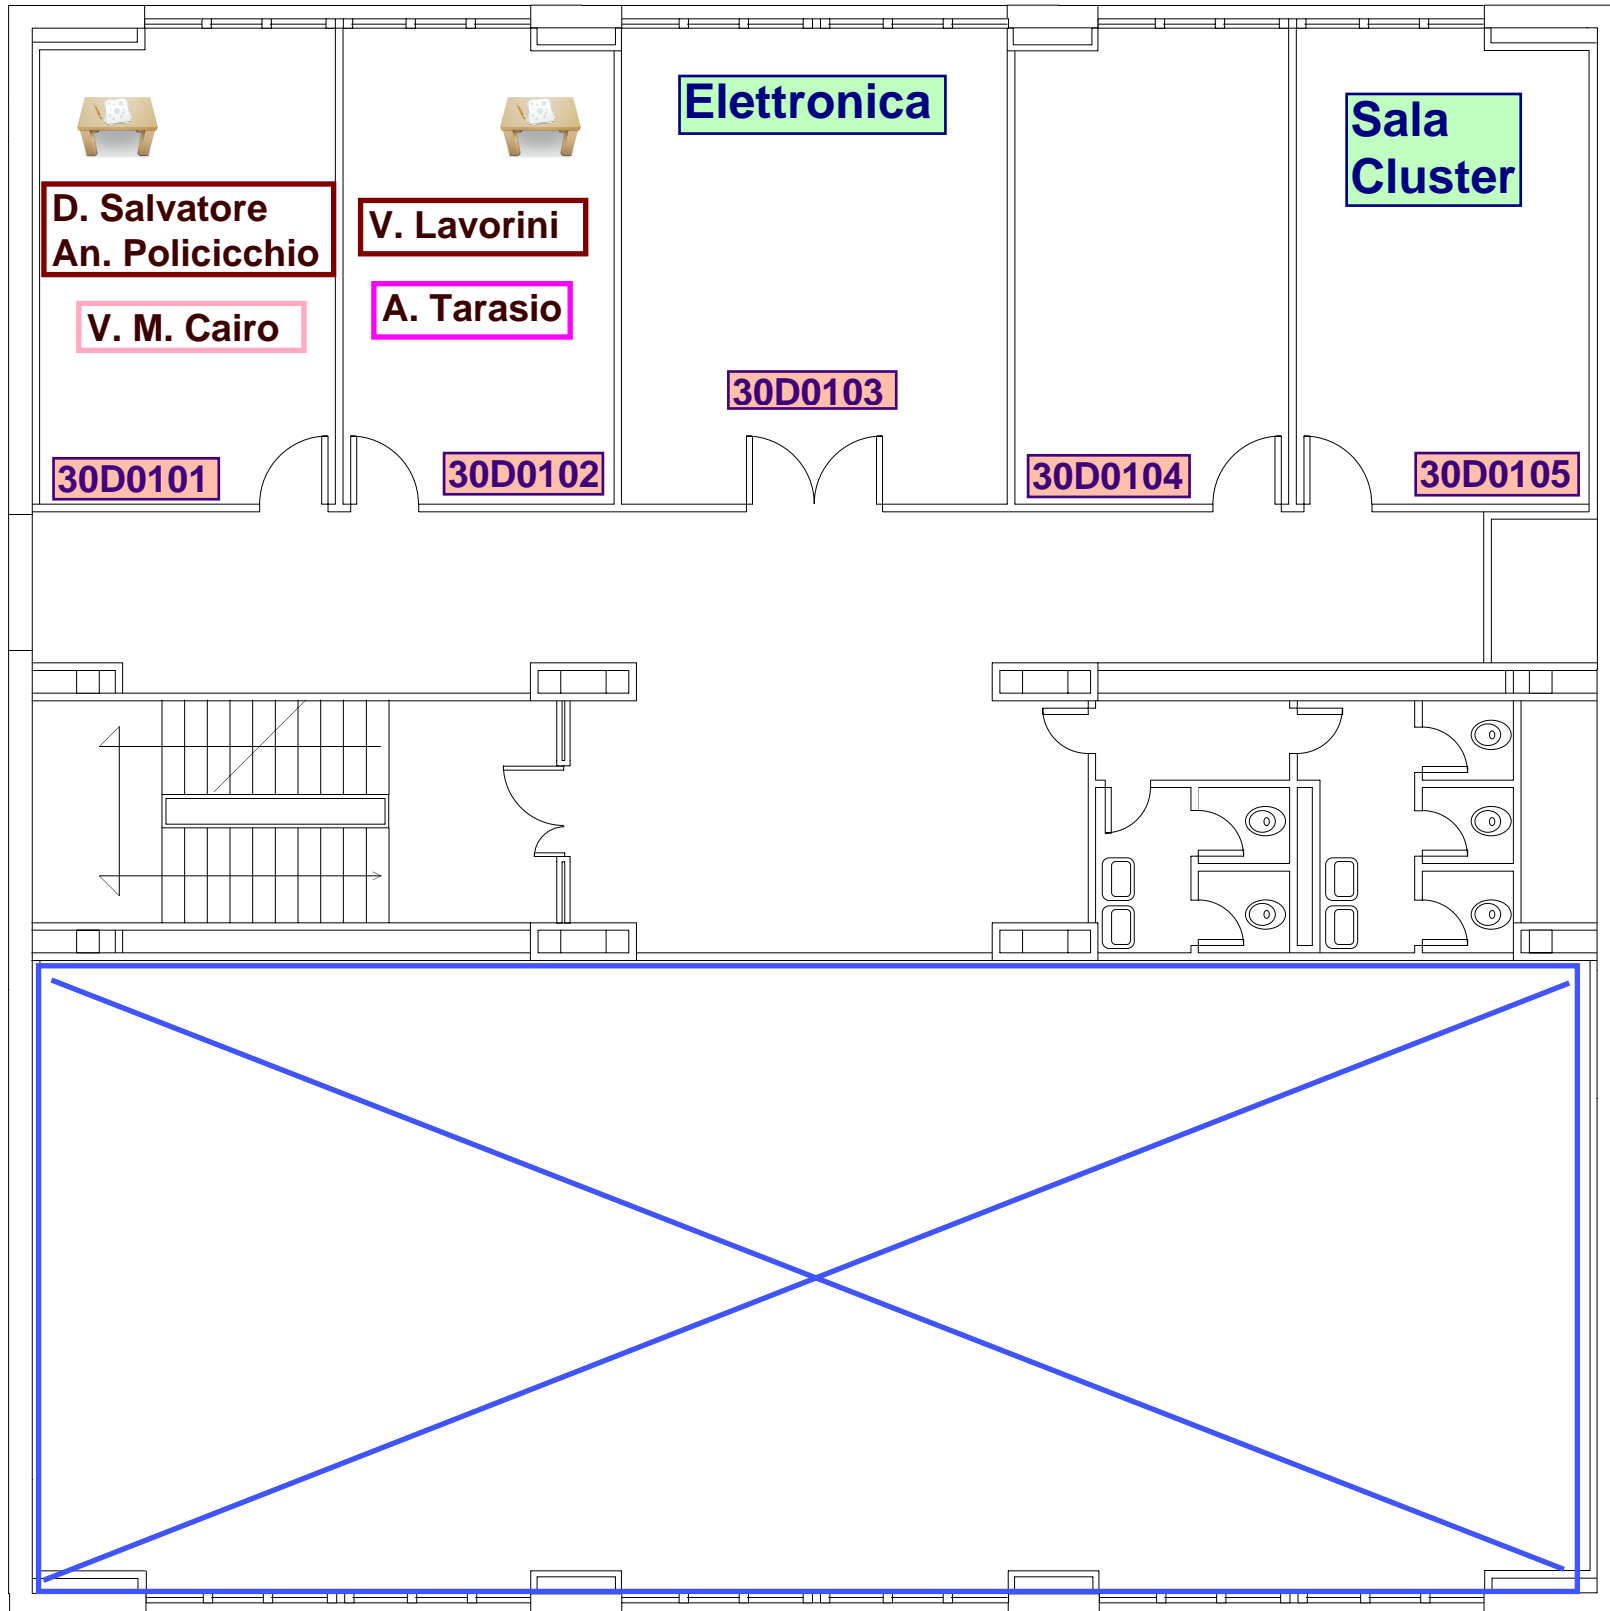 Elettronica
Sala
Cluster
D. Salvatore
An. Policicchio
V. Lavorini
V. M. Cairo
A. Tarasio
30D0103
30D0101
30D0102
30D0104
30D0105